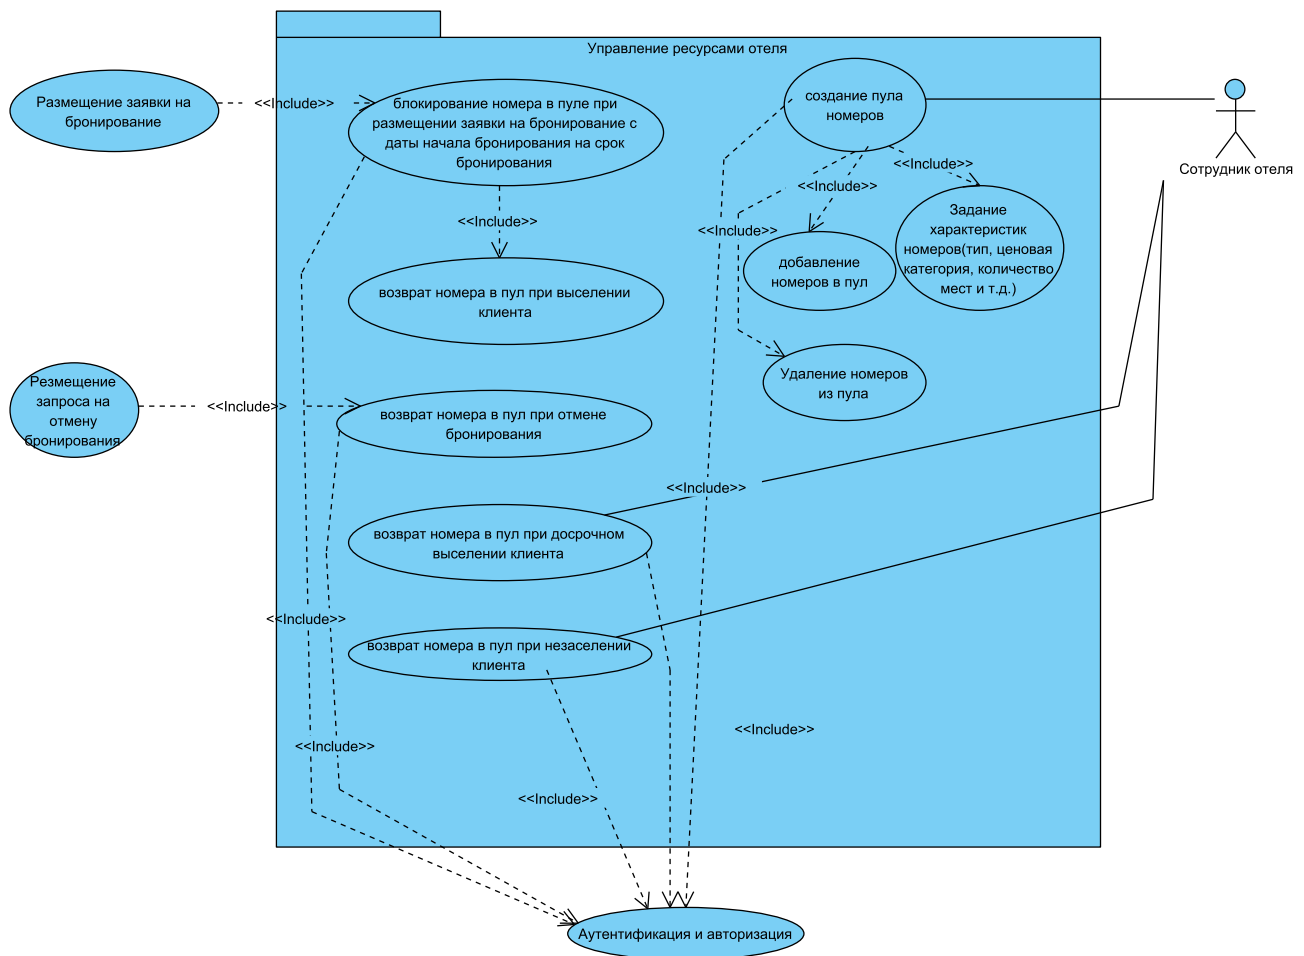 Управление ресурсами отеля
Размещение заявки на
бронирование
<<Include>>
блокирование номера в пуле при
размещении заявки на бронирование с
даты начала бронирования на срок
бронирования
создание пула
номеров
Сотрудник отеля
<<Include>>
<<Include>>
<<Include>>
<<Include>>
Задание
характеристик
номеров(тип, ценовая
категория, количество
мест и т.д.)
добавление
номеров в пул
возврат номера в пул при выселении
клиента
Удаление номеров
из пула
Резмещение
запроса на
отмену
бронирования
<<Include>>
возврат номера в пул при отмене
бронирования
<<Include>>
возврат номера в пул при досрочном
выселении клиента
<<Include>>
возврат номера в пул при незаселении
клиента
<<Include>>
<<Include>>
<<Include>>
Аутентификация и авторизация